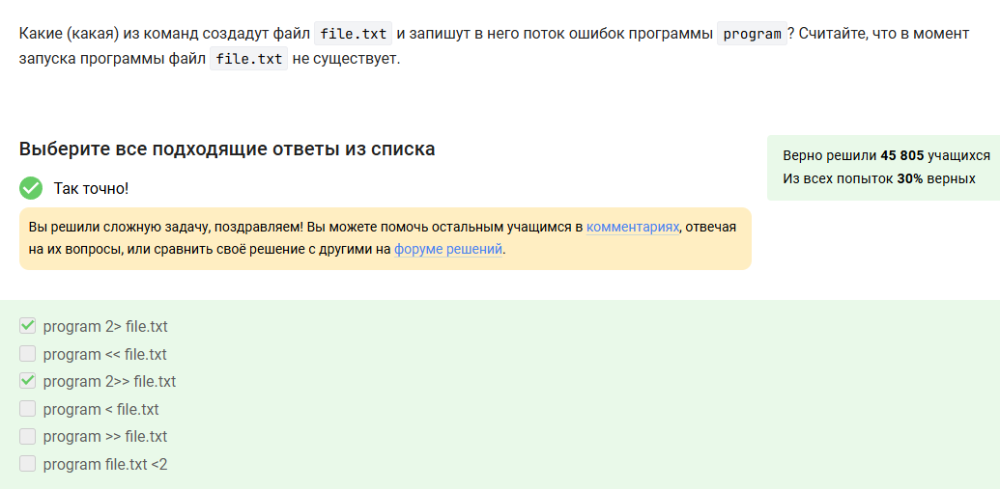 Какие (какая) из команд создадут файл file.txt и запишут в него поток ошибок программы program? Считайте, что в момент
запуска программы файл file.txt не существует.
Выберите все подходящие ответы из списка
Верно решили 45 805 учащихся
Из всех попыток 30% верных
Так точно!
Вы решили сложную задачу, поздравляем! Вы можете помочь остальным учащимся в комментариях, отвечая
на их вопросы, или сравнить своё решение с другими на форуме решений.
program 2> file.txt
program << file.txt
program 2>> file.txt
program < file.txt
program >> file.txt
program file.txt <2